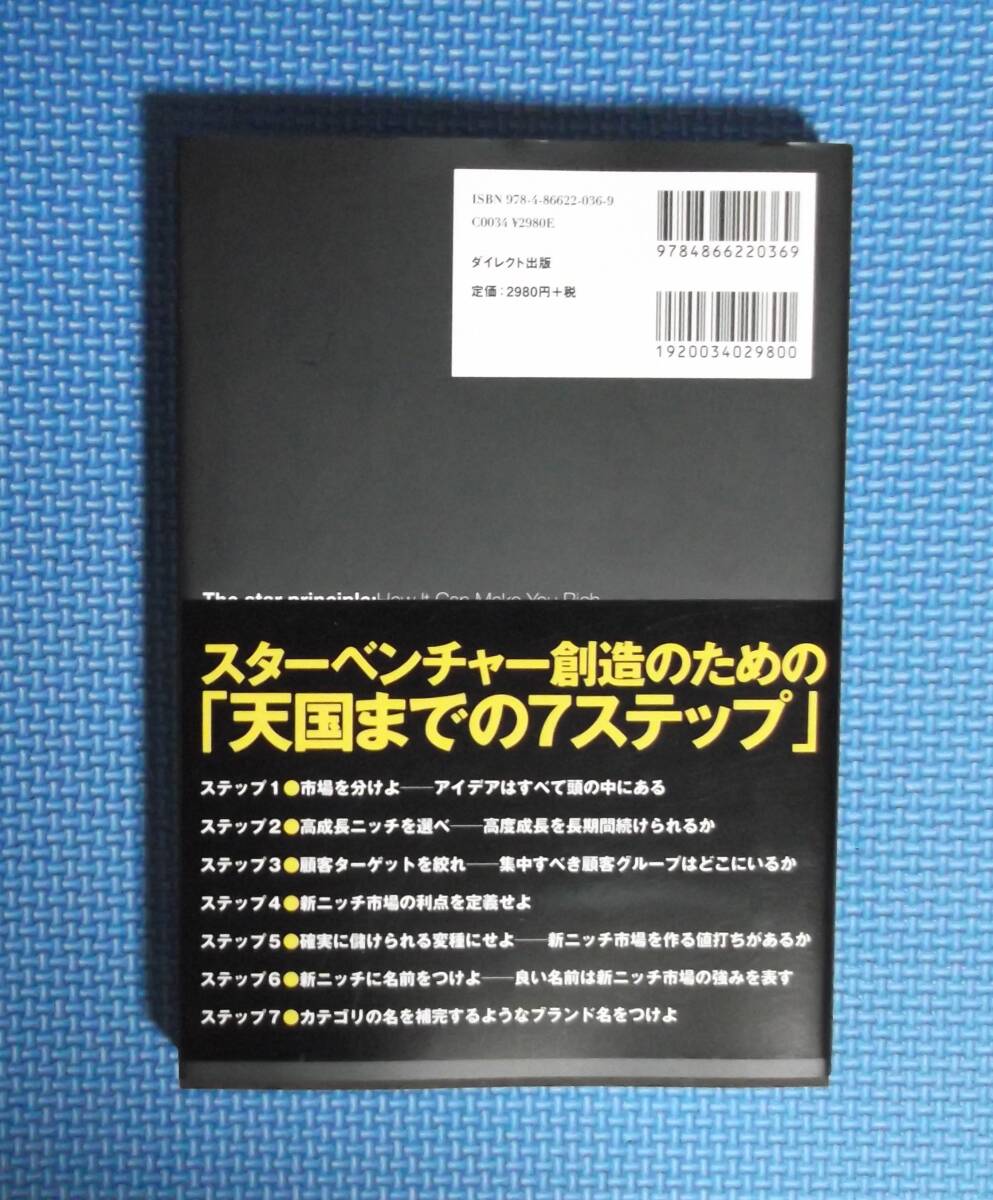 ISBN 978-4-86622-036-9
C0034 ¥2980E
ダイレクト出版
定価：2980円＋税
9784866220369
1920034029800
The star principle:How It Can Make You Rich
スターベンチャー創造のための
「天国までの7ステップ」
ステップ1●市場を分けよ──アイデアはすべて頭の中にある
ステップ2●高成長ニッチを選べ──高度成長を長期間続けられるか
ステップ3●顧客ターゲットを絞れ──集中すべき顧客グループはどこにいるか
ステップ4●新ニッチ市場の利点を定義せよ
ステップ5●確実に儲けられる変種にせよ──新ニッチ市場を作る値打ちがあるか
ステップ6●新ニッチに名前をつけよ──良い名前は新ニッチ市場の強みを表す
ステップ7●カテゴリの名を補完するようなブランド名をつけよ